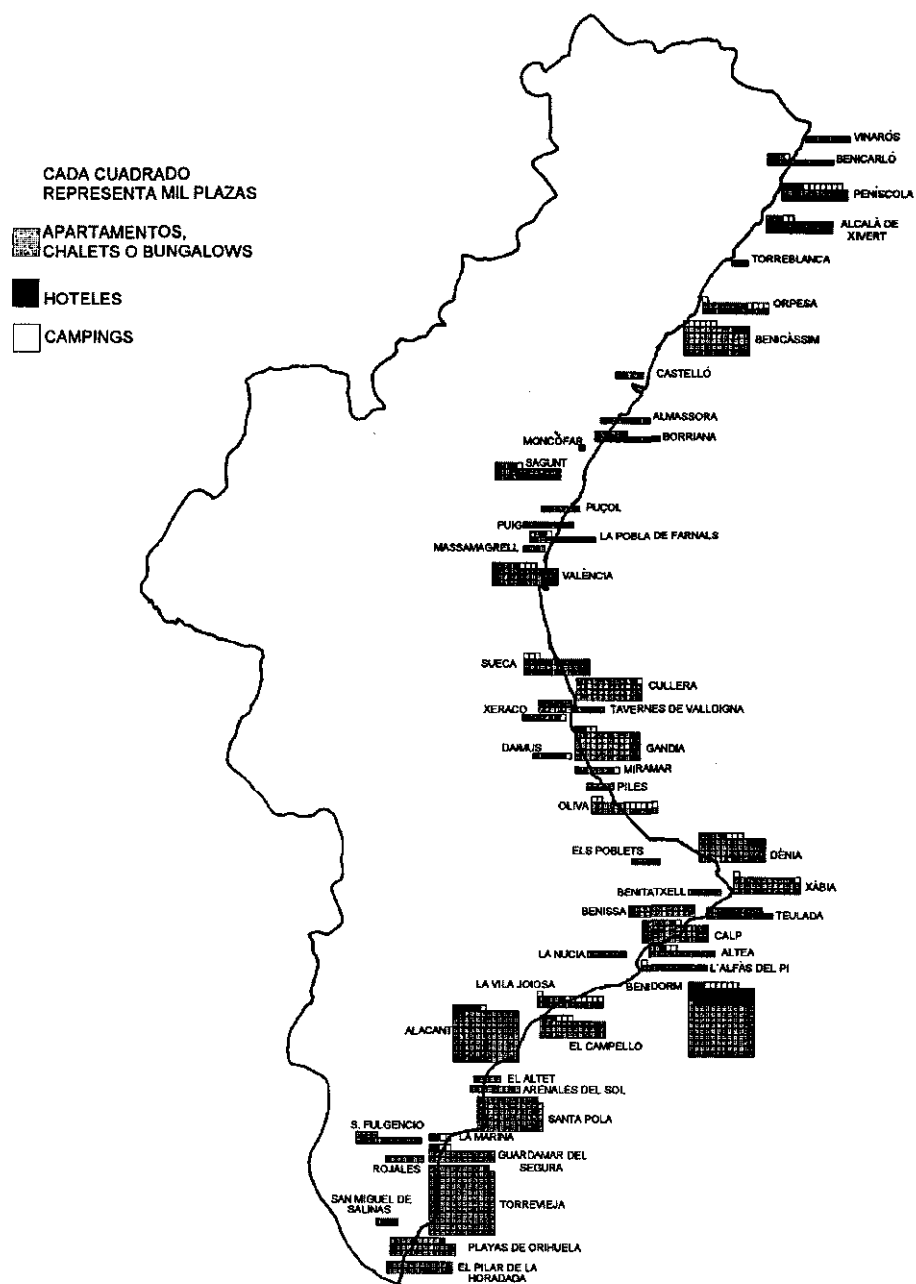 CADA CUADRADO
REPRESENTA MIL PLAZAS
APARTAMENTOS,
CHALETS O BUNGALOWS
HOTELES
CAMPINGS
VINARÓS
BENICARLÓ
PENÍSCOLA
ALCALÀ DE
XIVERT
TORREBLANCA
ORPESA
BENICÀSSIM
CASTELLÓ
ALMASSORA
MONCÒFAR
BORRIANA
SAGUNT
PUÇOL
PUIG
LA POBLA DE FARNALS
MASSAMAGRELL
VALÈNCIA
SUECA
CULLERA
XERACO
TAVERNES DE VALLDIGNA
DAIMUS
GANDIA
MIRAMAR
PILES
OLIVA
ELS POBLETS
DÈNIA
BENITATXELL
XÀBIA
BENISSA
TEULADA
CALP
LA NUCIA
ALTEA
L'ALFÀS DEL PI
LA VILA JOIOSA
BENIDORM
ALACANT
EL CAMPELLO
EL ALTET
ARENALES DEL SOL
SANTA POLA
S. FULGENCIO
LA MARINA
ROJALES
GUARDAMAR DEL
SEGURA
SAN MIGUEL DE
SALINAS
TORREVIEJA
PLAYAS DE ORIHUELA
EL PILAR DE LA
HORADADA